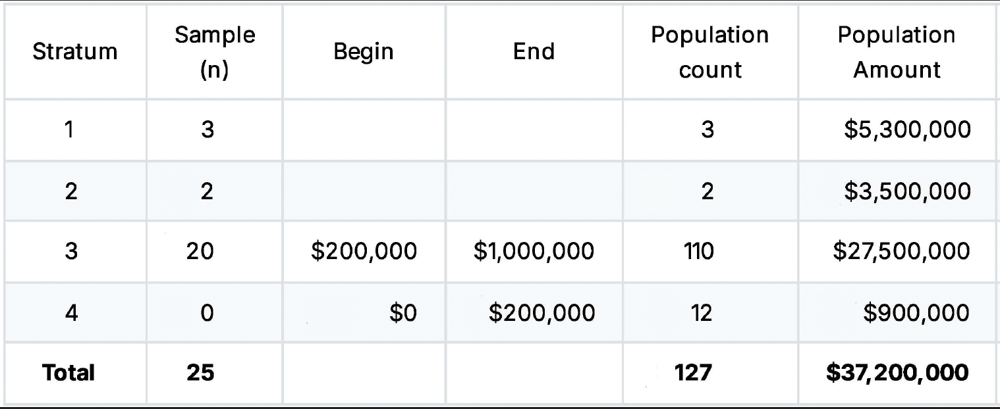 Stratum Sample (n) Begin End Population count Population Amount
1 3 3 $5,300,000
2 2 2 $3,500,000
3 20 $200,000 $1,000,000 110 $27,500,000
4 0 $0 $200,000 12 $900,000
Total 25 127 $37,200,000